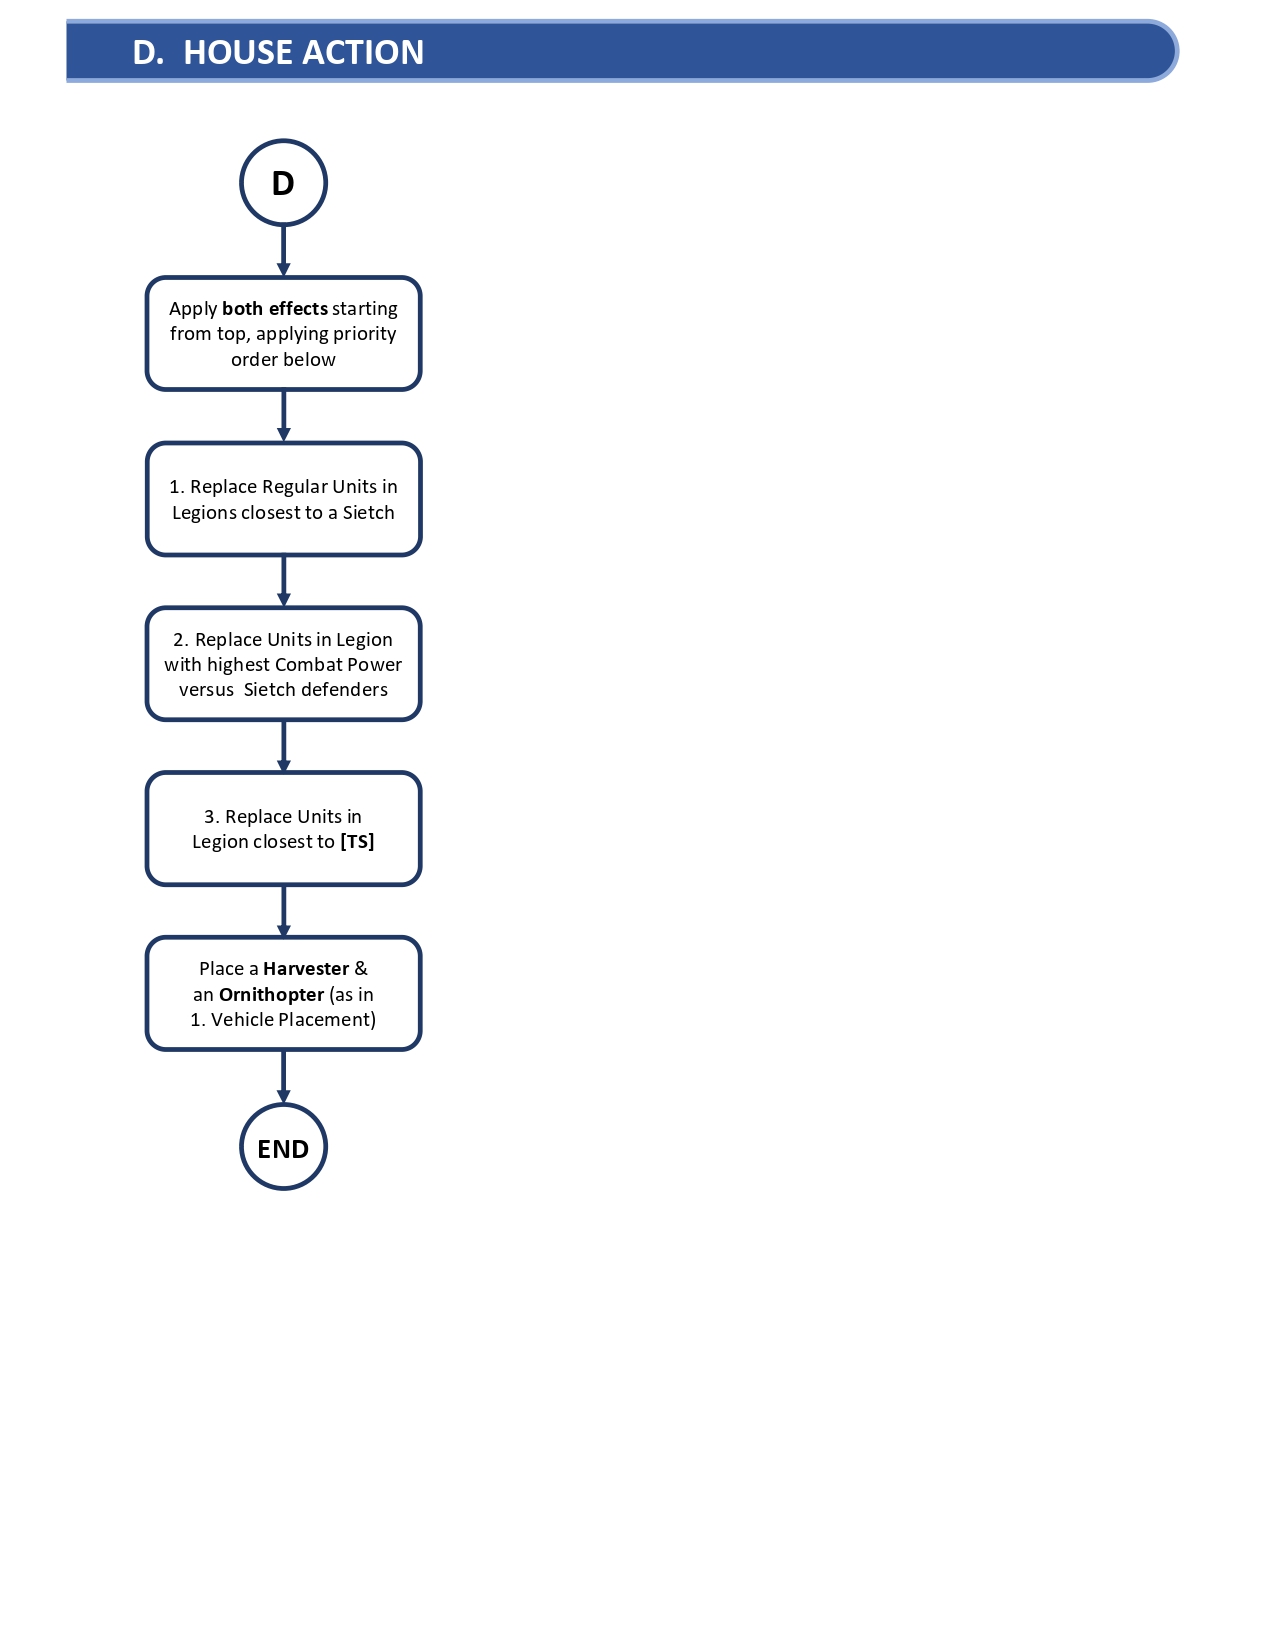 D. HOUSE ACTION
D
Apply both effects starting
from top, applying priority
order below
1. Replace Regular Units in
Legions closest to a Sietch
2. Replace Units in Legion
with highest Combat Power
versus Sietch defenders
3. Replace Units in
Legion closest to [TS]
Place a Harvester &
an Ornithopter (as in
1. Vehicle Placement)
END